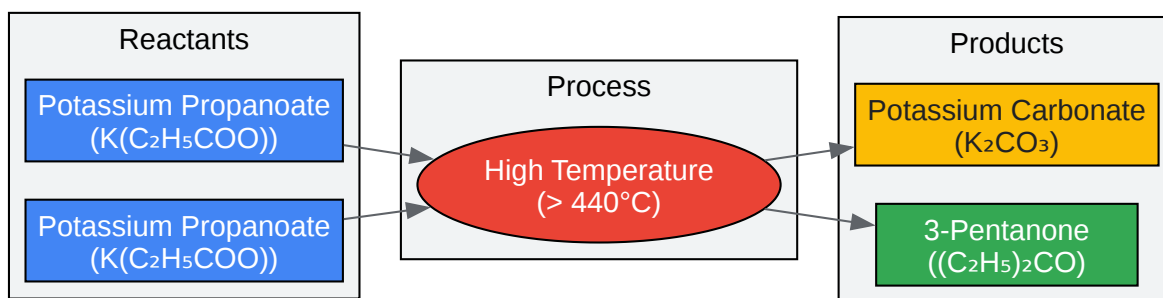 Reactants
Potassium Propanoate
(K(C₂H₅COO))
Potassium Propanoate
(K(C₂H₅COO))
Process
High Temperature
(> 440°C)
Products
Potassium Carbonate
(K₂CO₃)
3-Pentanone
((C₂H₅)₂CO)